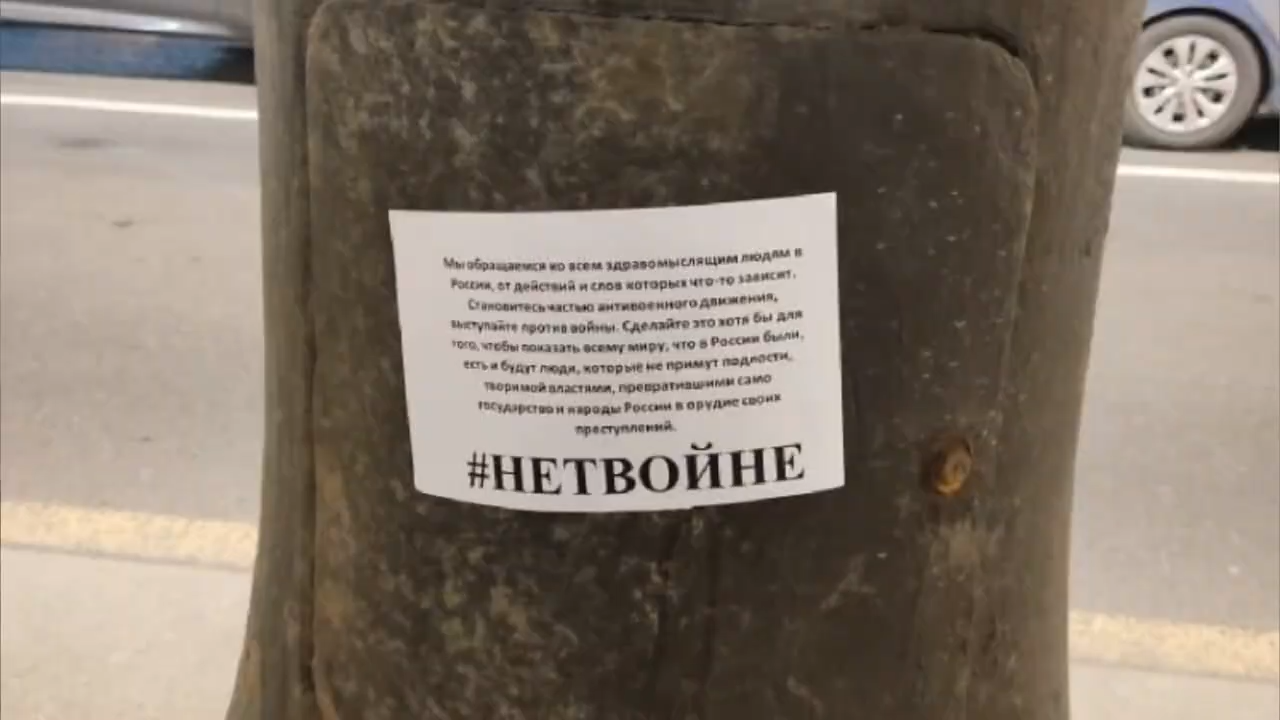 Мы обращаемся ко всем здравомыслящим людям в
России, от действий и слов которых что-то зависит.
Становитесь частью антивоенного движения,
выступайте против войны. Сделайте это хотя бы для
того, чтобы показать всему миру, что в России были,
есть и будут люди, которые не примут подлости,
творимой властями, превратившими само
государство и народы России в орудие своих
преступлений.
#НЕТВОЙНЕ